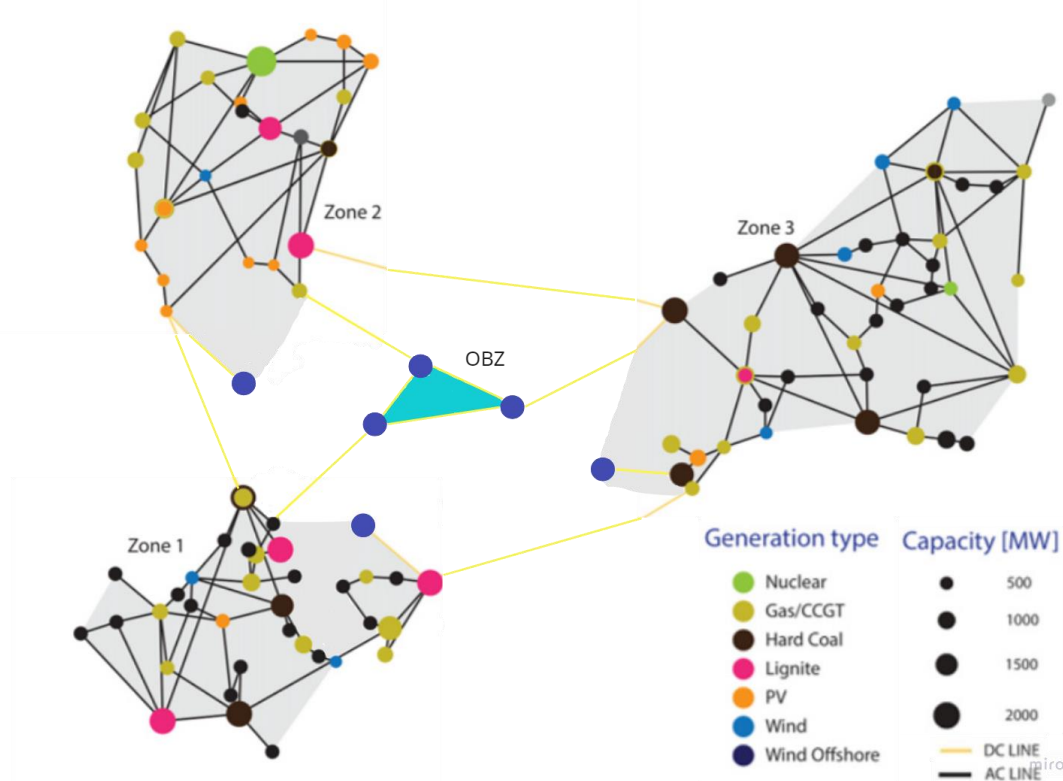 Zone 2
Zone 3
OBZ
Zone 1
Generation type
Nuclear
Gas/CCGT
Hard Coal
Lignite
PV
Wind
Wind Offshore
Capacity [MW]
500
1000
1500
2000
DC LINE
AC LINE
miro